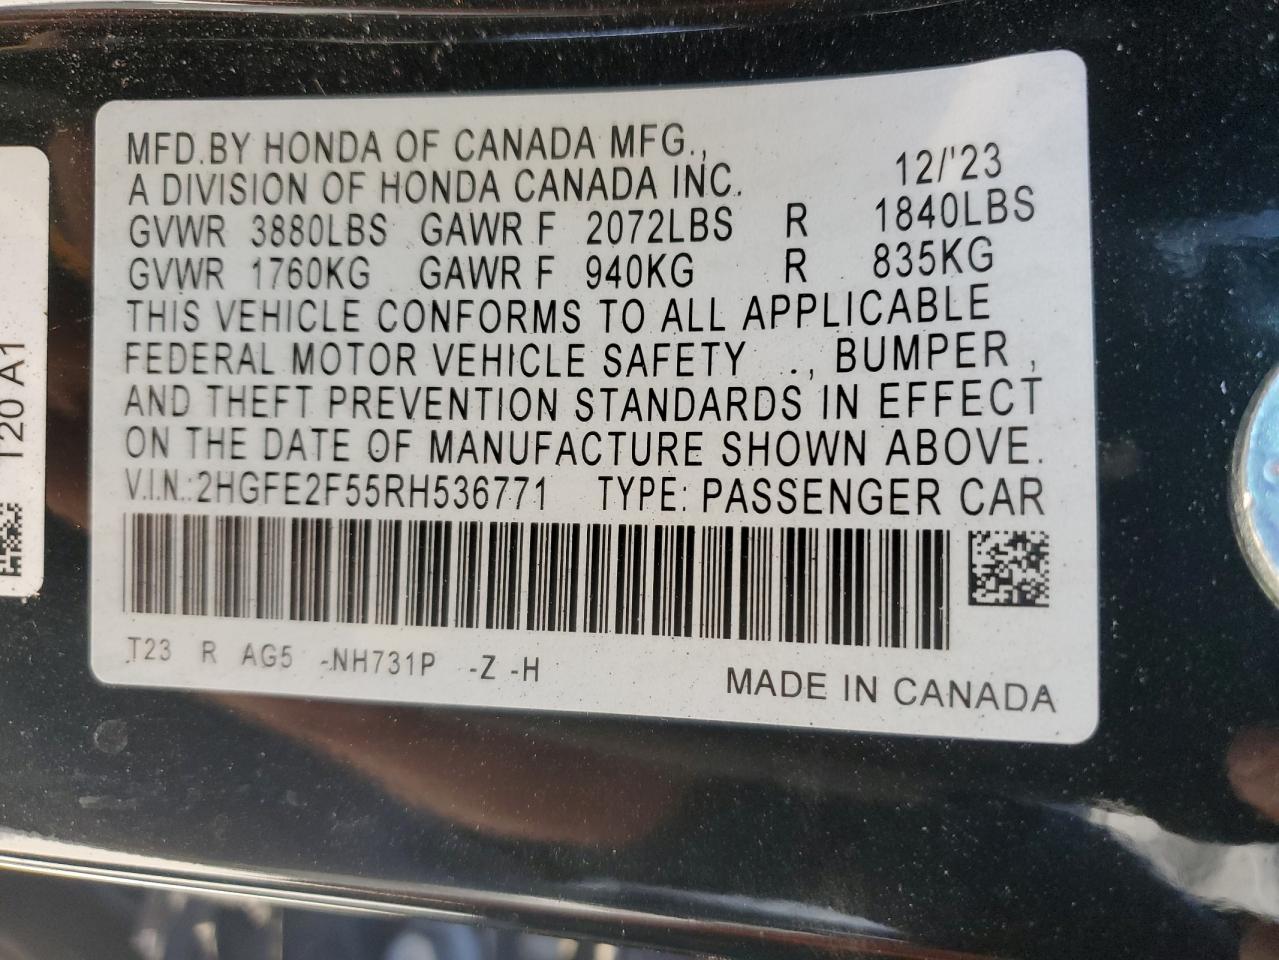 MFD.BY HONDA OF CANADA MFG.,
A DIVISION OF HONDA CANADA INC. 12/'23
GVWR 3880LBS GAWR F 2072LBS R 1840LBS
GVWR 1760KG GAWR F 940KG R 835KG
THIS VEHICLE CONFORMS TO ALL APPLICABLE
FEDERAL MOTOR VEHICLE SAFETY .., BUMPER ,
AND THEFT PREVENTION STANDARDS IN EFFECT
ON THE DATE OF MANUFACTURE SHOWN ABOVE.
V.I.N.:2HGFE2F55RH536771 TYPE: PASSENGER CAR
T23 R AG5 -NH731P -Z -H
MADE IN CANADA
T20 A1